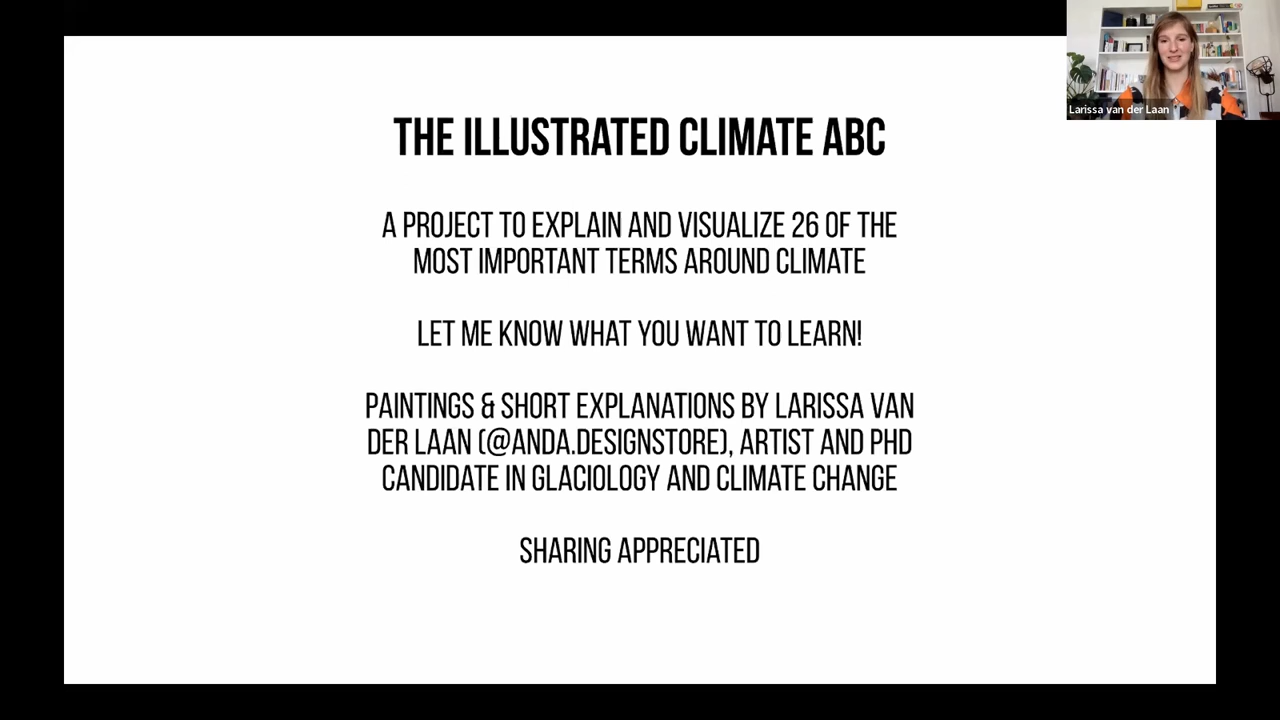 Larissa van der Laan
THE ILLUSTRATED CLIMATE ABC
A PROJECT TO EXPLAIN AND VISUALIZE 26 OF THE
MOST IMPORTANT TERMS AROUND CLIMATE
LET ME KNOW WHAT YOU WANT TO LEARN!
PAINTINGS & SHORT EXPLANATIONS BY LARISSA VAN
DER LAAN (@ANDA.DESIGNSTORE), ARTIST AND PHD
CANDIDATE IN GLACIOLOGY AND CLIMATE CHANGE
SHARING APPRECIATED